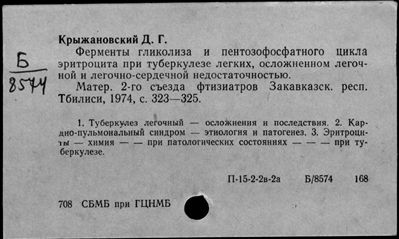 Крыжановский Д. Г.
Ферменты гликолиза и пентозофосфатного цикла
эритроцита при туберкулезе легких, осложненном легоч-
ной и легочно-сердечной недостаточностью.
Матер. 2-го съезда фтизиатров Закавказск. респ.
Тбилиси, 1974, с. 323—325.
Б
8574
1. Туберкулез легочный — осложнения и последствия. 2. Кар-
дио-пульмональный синдром — этиология и патогенез. 3. Эритроци-
ты — химия — — при патологических состояниях — — — при ту-
беркулезе.
П-15-2-2в-2а Б/8574 168
708 СБМБ при ГЦНМБ